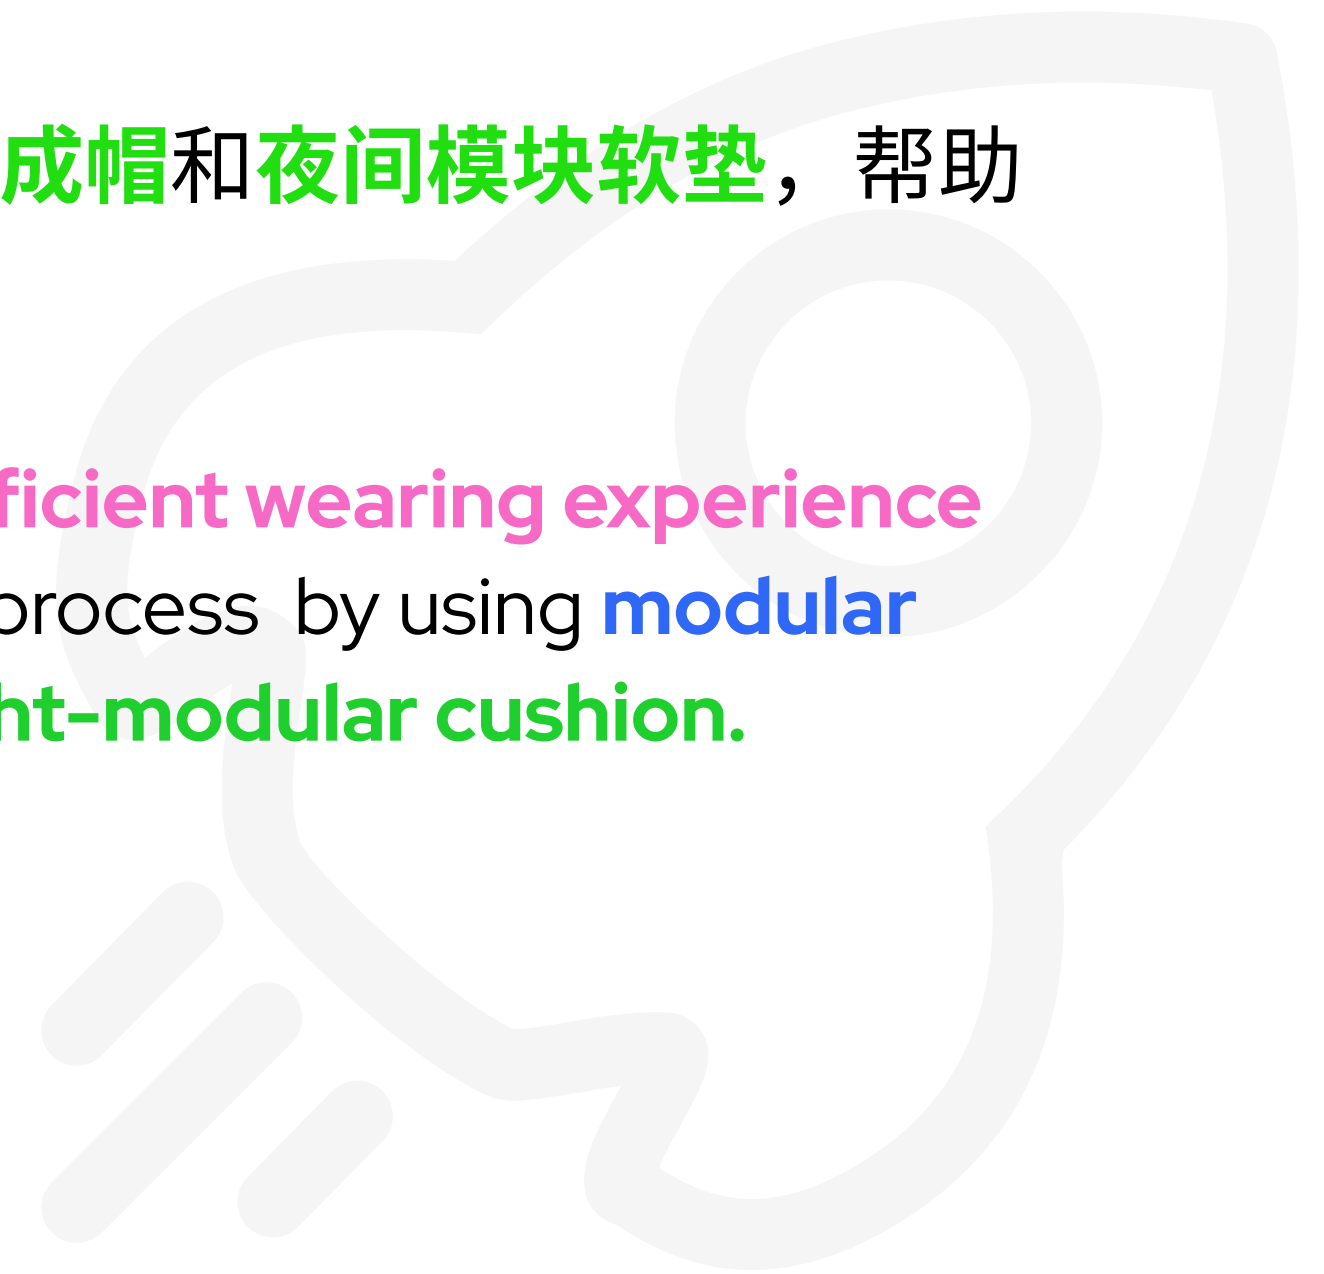 成帽和夜间模块软垫，帮助
ficient wearing experience
process by using modular
ht-modular cushion.